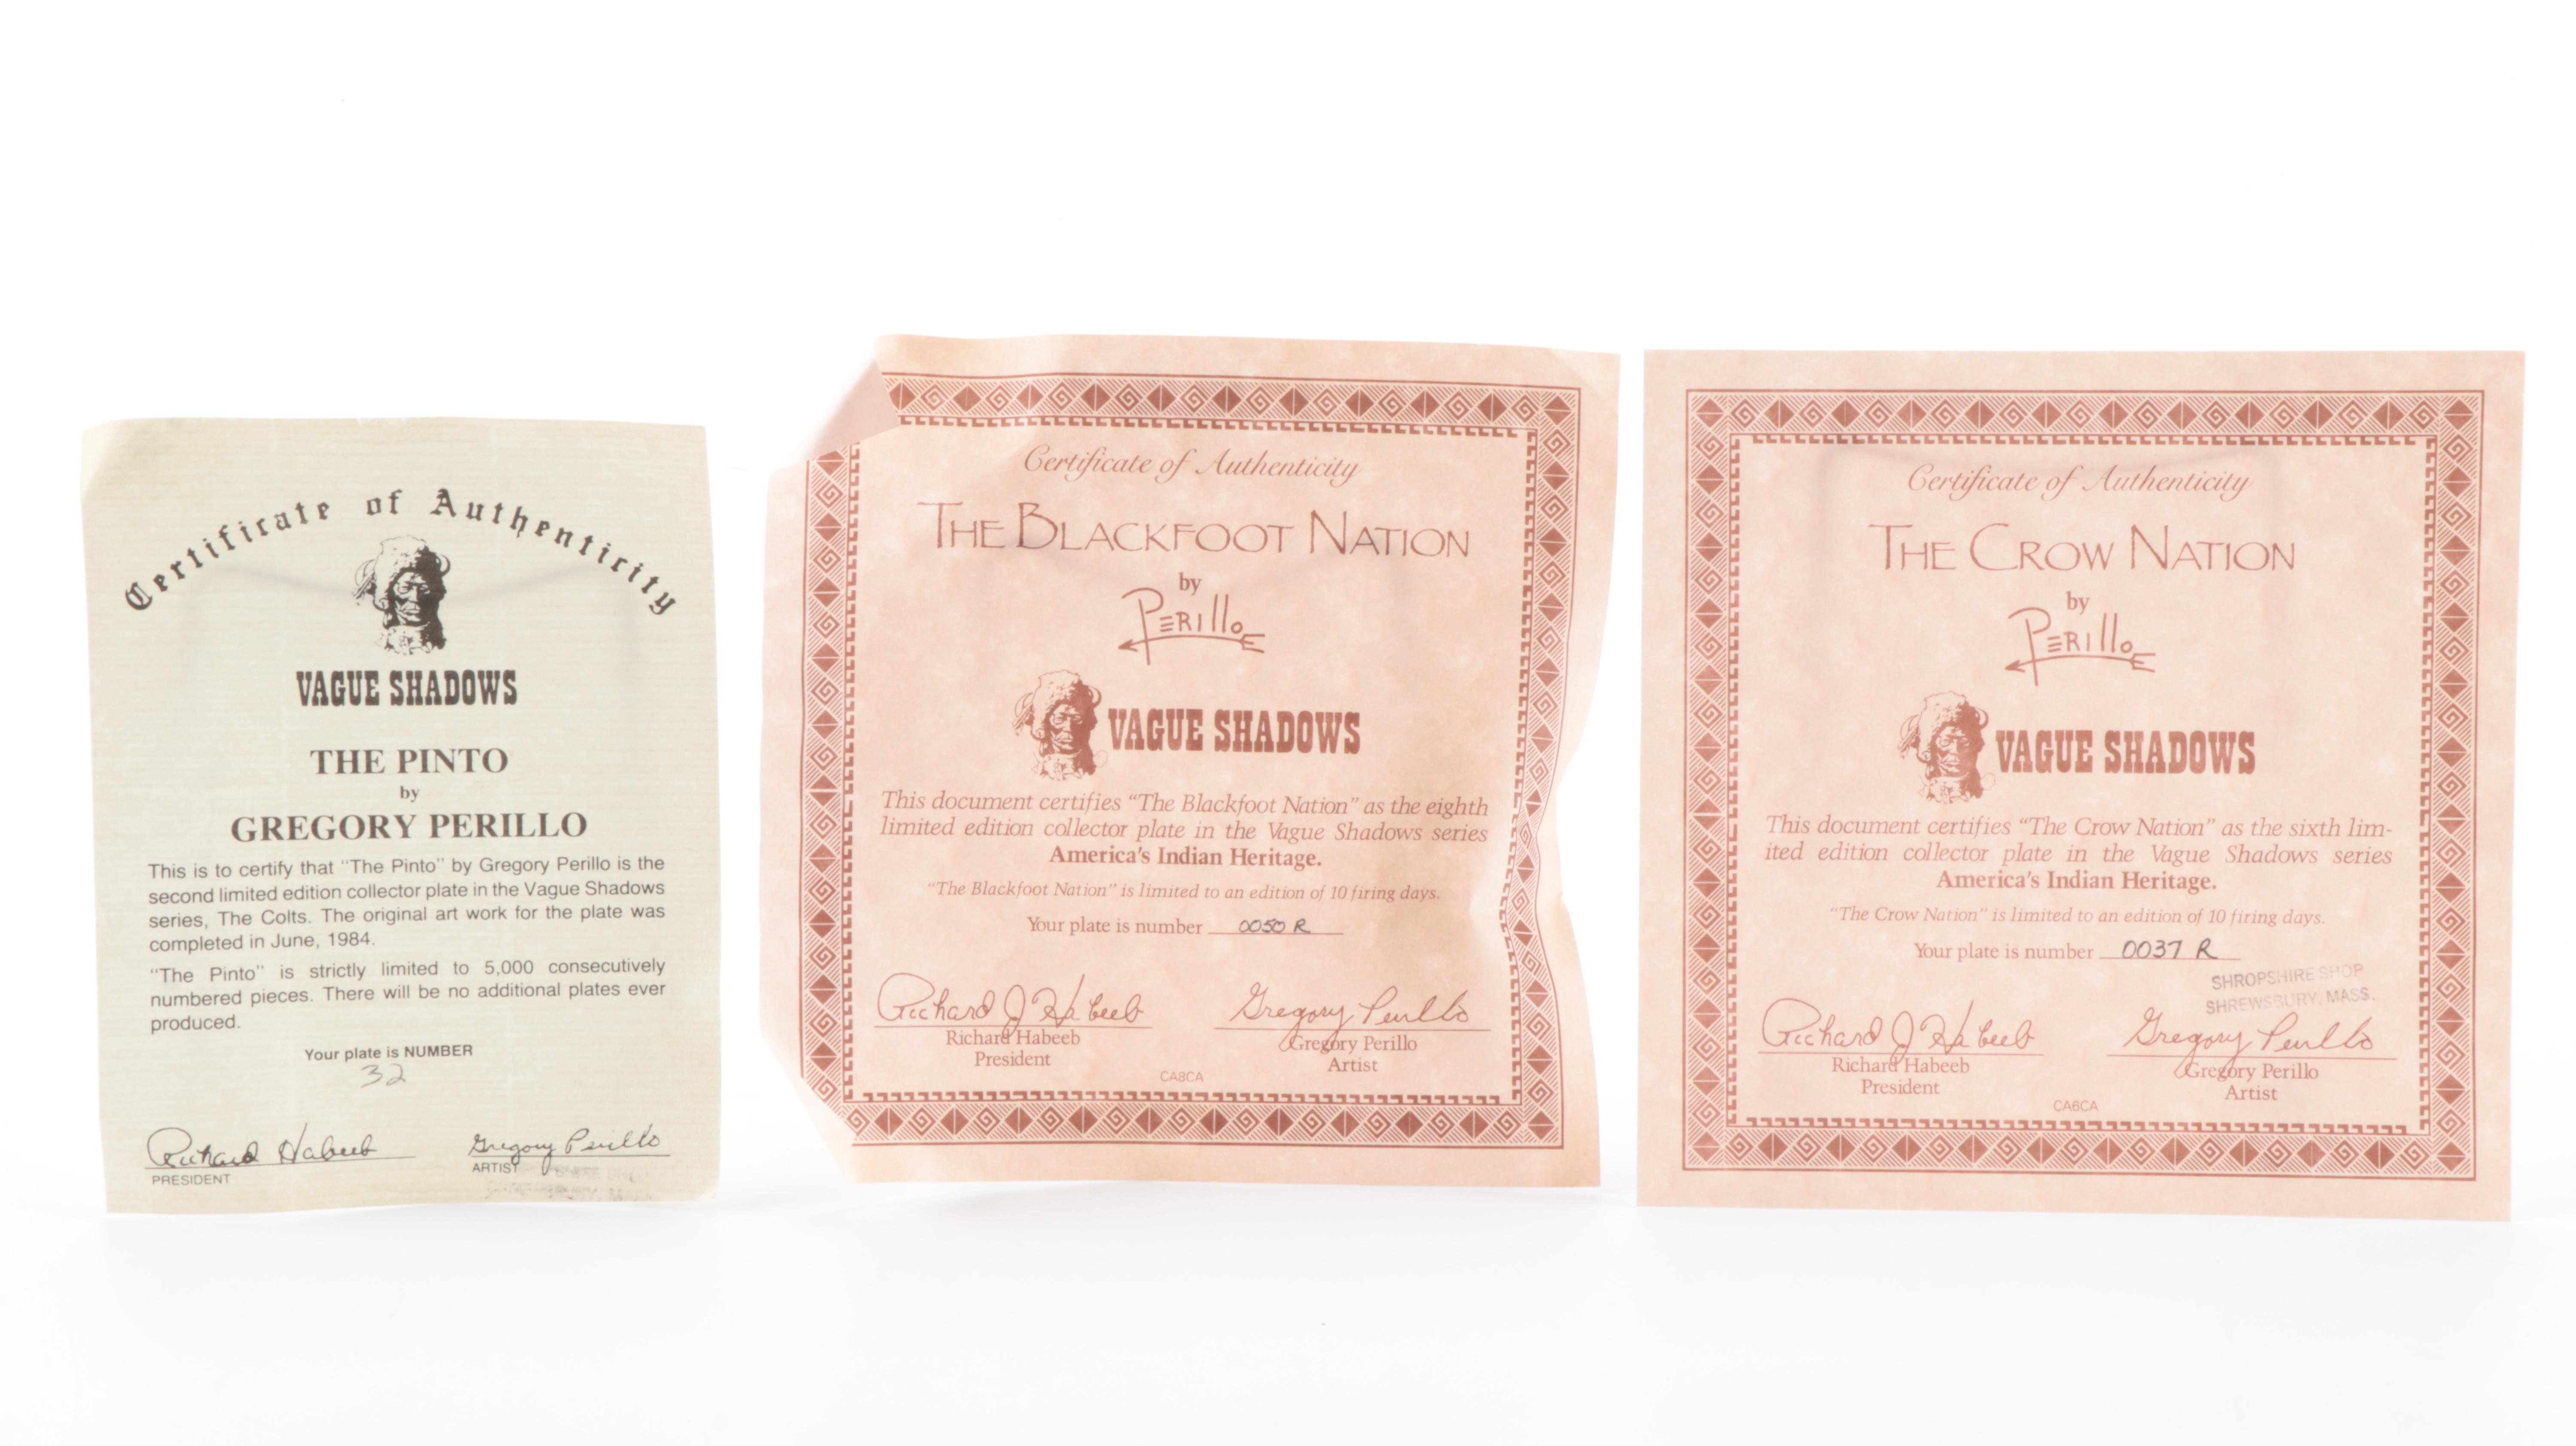 Certificate of Authenticity
VAGUE SHADOWS
THE PINTO
by
GREGORY PERILLO
This is to certify that "The Pinto" by Gregory Perillo is the
second limited edition collector plate in the Vague Shadows
series, The Colts. The original art work for the plate was
completed in June, 1984.
"The Pinto" is strictly limited to 5,000 consecutively
numbered pieces. There will be no additional plates ever
produced.
Your plate is NUMBER
32
Richard Habeeb
PRESIDENT
Gregory Perillo
ARTIST
Certificate of Authenticity
THE BLACKFOOT NATION
by
PERILLO
VAGUE SHADOWS
This document certifies "The Blackfoot Nation" as the eighth
limited edition collector plate in the Vague Shadows series
America's Indian Heritage.
"The Blackfoot Nation" is limited to an edition of 10 firing days.
Your plate is number 0050 R
Richard J Habeeb
Richard Habeeb
President
Gregory Perillo
Gregory Perillo
Artist
CA8CA
Certificate of Authenticity
THE CROW NATION
by
PERILLO
VAGUE SHADOWS
This document certifies "The Crow Nation" as the sixth lim-
ited edition collector plate in the Vague Shadows series
America's Indian Heritage.
"The Crow Nation" is limited to an edition of 10 firing days.
Your plate is number 0037 R
SHROPSHIRE SHOP
SHREWSBURY, MASS.
Richard J Habeeb
Richard Habeeb
President
Gregory Perillo
Gregory Perillo
Artist
CA6CA